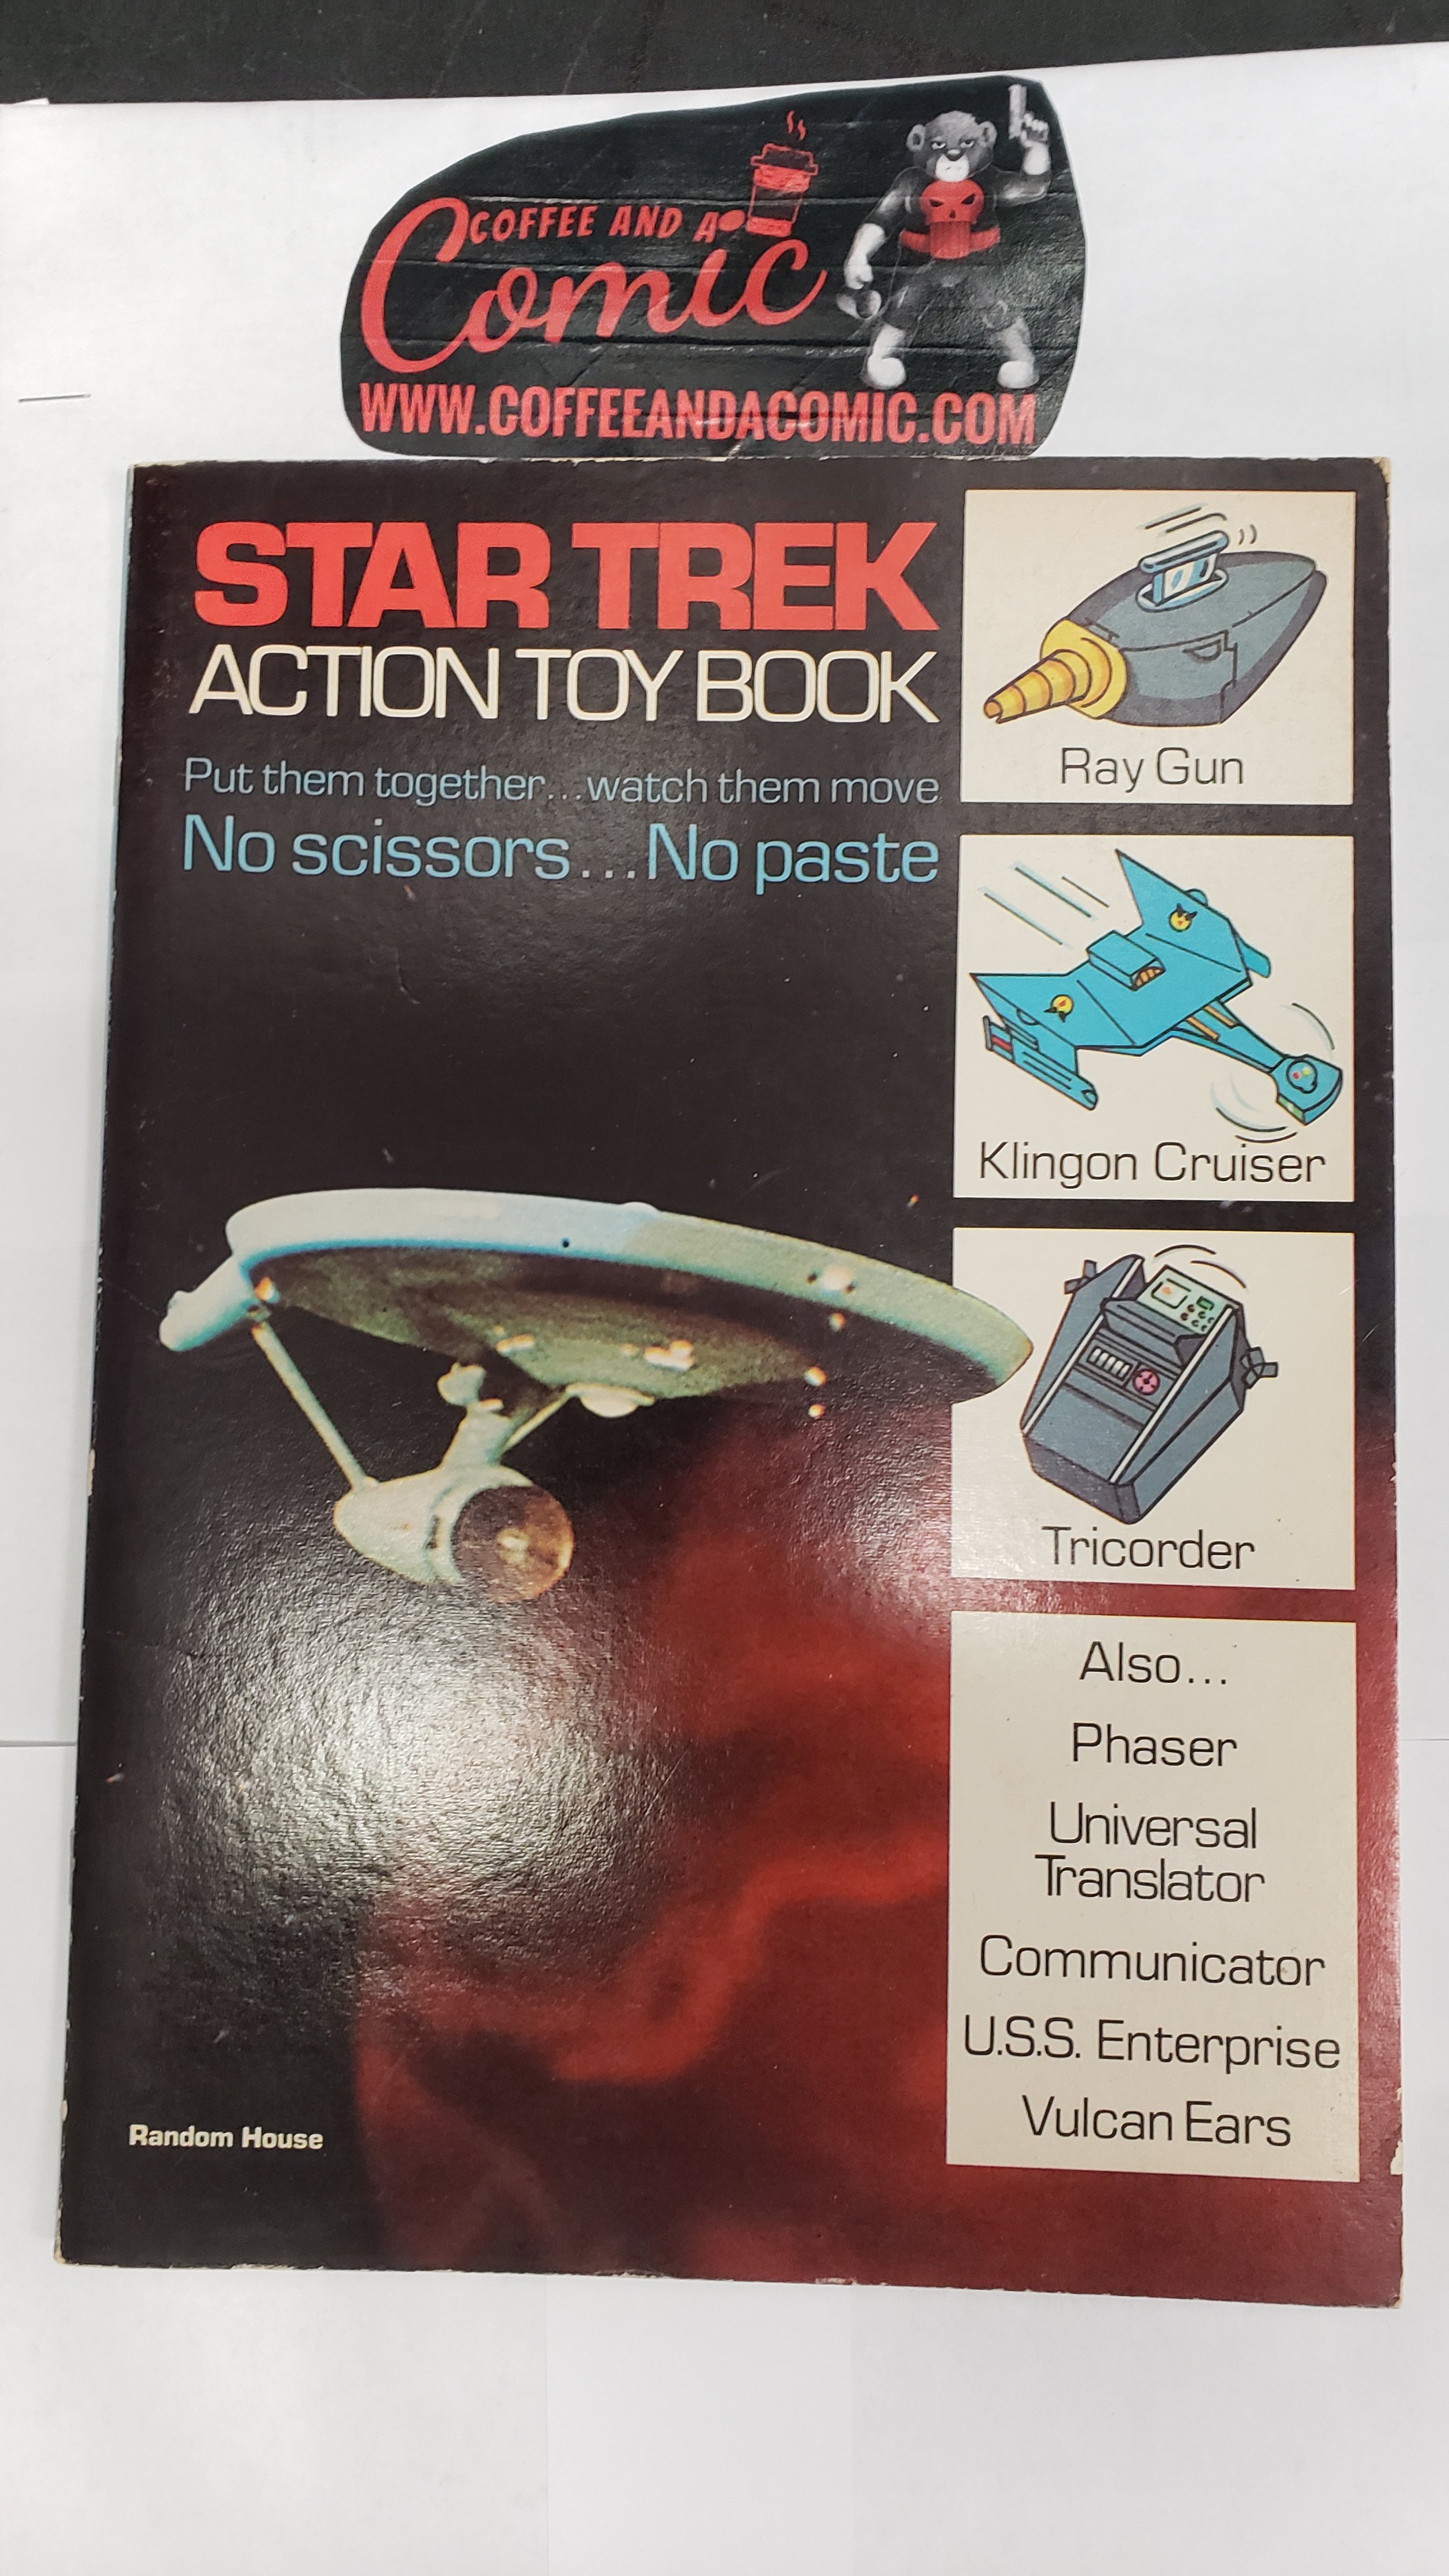 COFFEE AND A
Comic
WWW.COFFEEANDACOMIC.COM
STAR TREK
ACTION TOY BOOK
Put them together...watch them move
No scissors...No paste
Ray Gun
Klingon Cruiser
Tricorder
Also...
Phaser
Universal
Translator
Communicator
U.S.S. Enterprise
Vulcan Ears
Random House